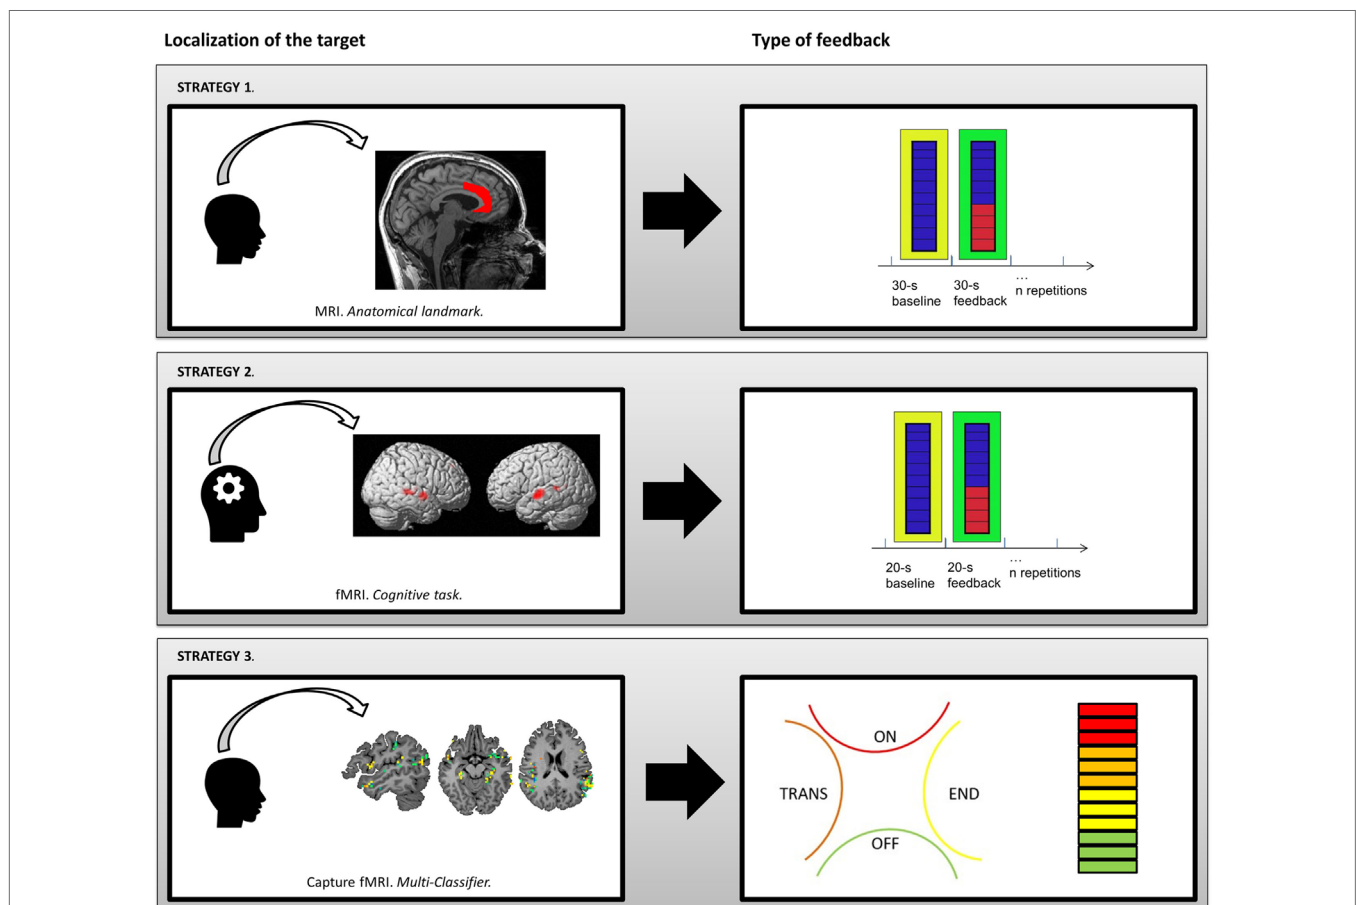 Localization of the target
Type of feedback
STRATEGY 1.
MRI. Anatomical landmark.
30-s
baseline
30-s
feedback
...
n repetitions
STRATEGY 2.
fMRI. Cognitive task.
20-s
baseline
20-s
feedback
...
n repetitions
STRATEGY 3.
Capture fMRI. Multi-Classifier.
ON
TRANS
END
OFF